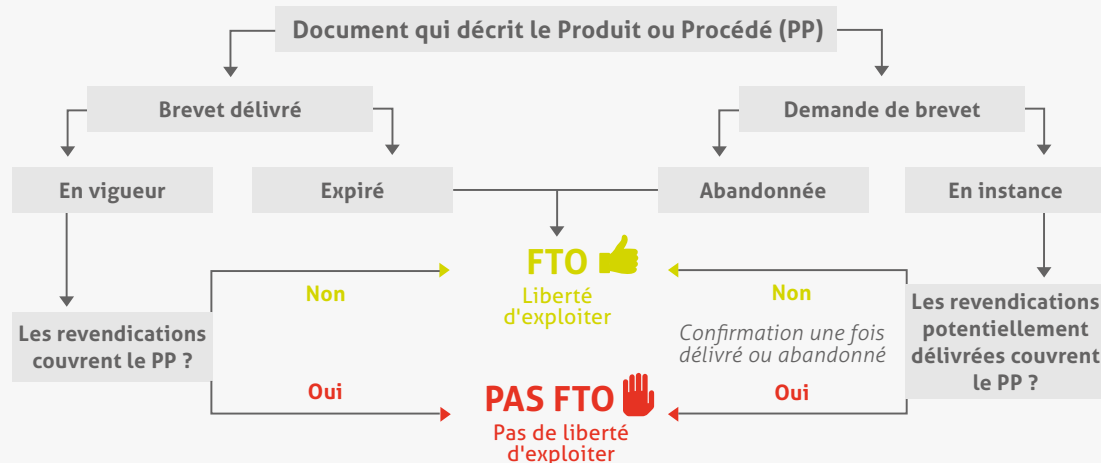 Document qui décrit le Produit ou Procédé (PP)
Brevet délivré
Demande de brevet
En vigueur
Expiré
Abandonnée
En instance
FTO
Liberté
d'exploiter
Non
Non
Les revendications
couvrent le PP ?
Confirmation une fois
délivré ou abandonné
Les revendications
potentiellement
délivrées couvrent
le PP ?
Oui
Oui
PAS FTO
Pas de liberté
d'exploiter